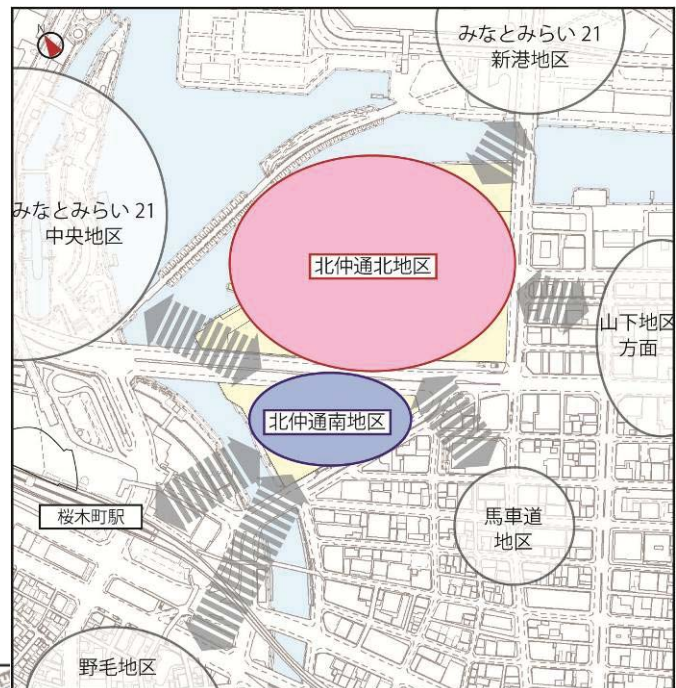 N
みなとみらい 21
新港地区
みなとみらい 21
中央地区
北仲通北地区
山下地区
方面
北仲通南地区
桜木町駅
馬車道
地区
野毛地区